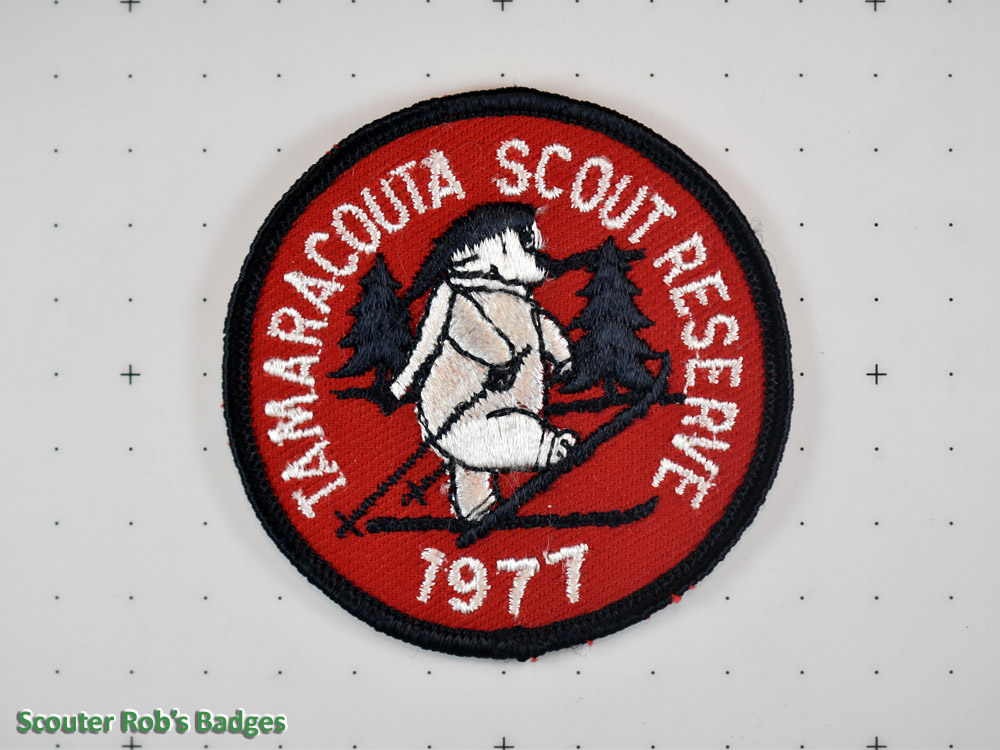 TAMARACOUTA SCOUT RESERVE
1977
Scouter Rob's Badges